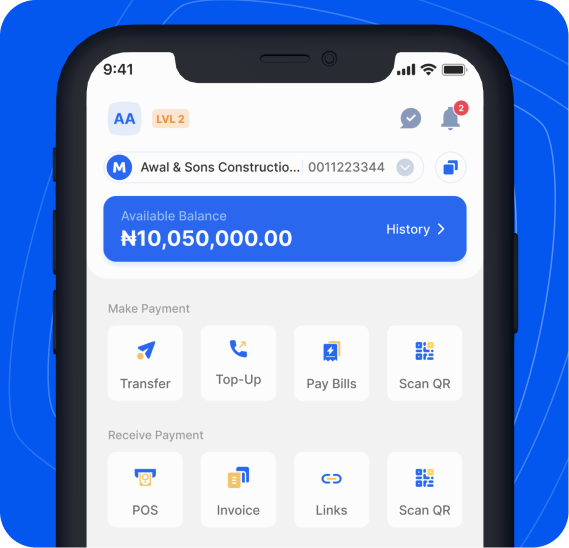 9:41
AA
LVL 2
2
M
Awal & Sons Constructio... 0011223344
Available Balance
₦10,050,000.00
History
Make Payment
Transfer
Top-Up
Pay Bills
Scan QR
Receive Payment
POS
Invoice
Links
Scan QR